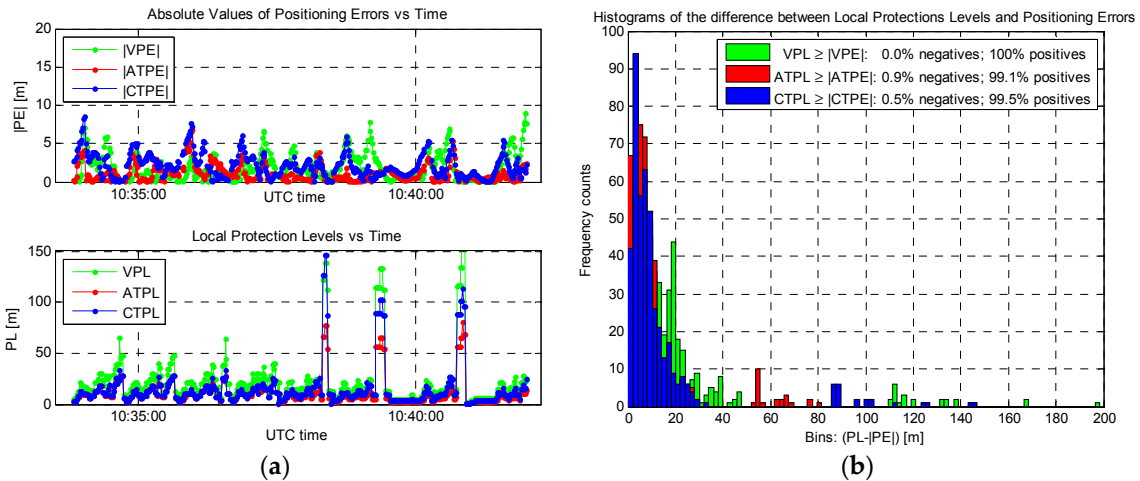 Absolute Values of Positioning Errors vs Time
20
15
10
5
0
|PE| [m]
|VPE|
|ATPE|
|CTPE|
10:35:00
10:40:00
UTC time
Local Protection Levels vs Time
150
100
50
0
PL [m]
VPL
ATPL
CTPL
10:35:00
10:40:00
UTC time
(a)
Histograms of the difference between Local Protections Levels and Positioning Errors
100
90
80
70
60
50
40
30
20
10
0
Frequency counts
VPL ≥ |VPE|: 0.0% negatives; 100% positives
ATPL ≥ |ATPE|: 0.9% negatives; 99.1% positives
CTPL ≥ |CTPE|: 0.5% negatives; 99.5% positives
0 20 40 60 80 100 120 140 160 180 200
Bins: (PL-|PE|) [m]
(b)